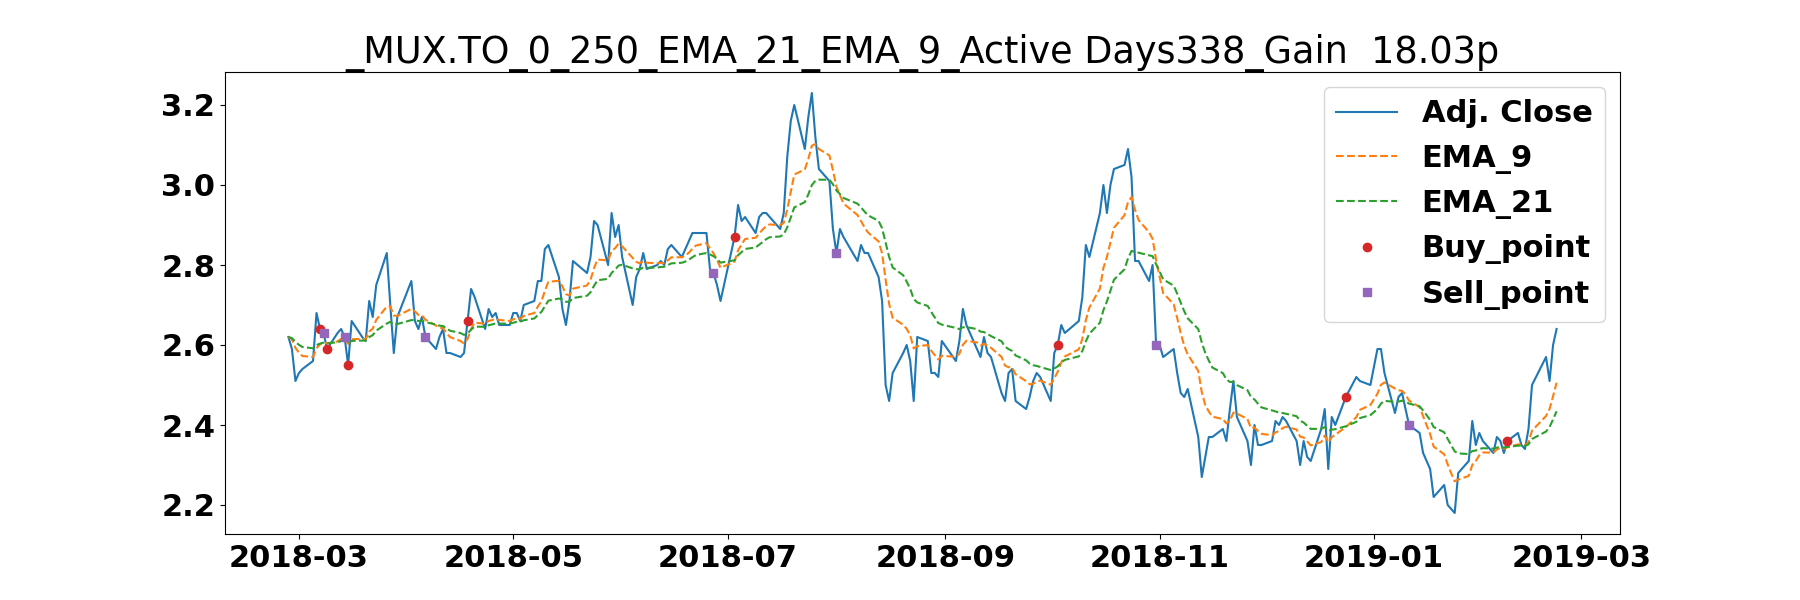 _MUX.TO_0_250_EMA_21_EMA_9_Active Days338_Gain  18.03p
3.2
3.0
2.8
2.6
2.4
2.2
2018-03 2018-05 2018-07 2018-09 2018-11 2019-01 2019-03
Adj. Close
EMA_9
EMA_21
Buy_point
Sell_point